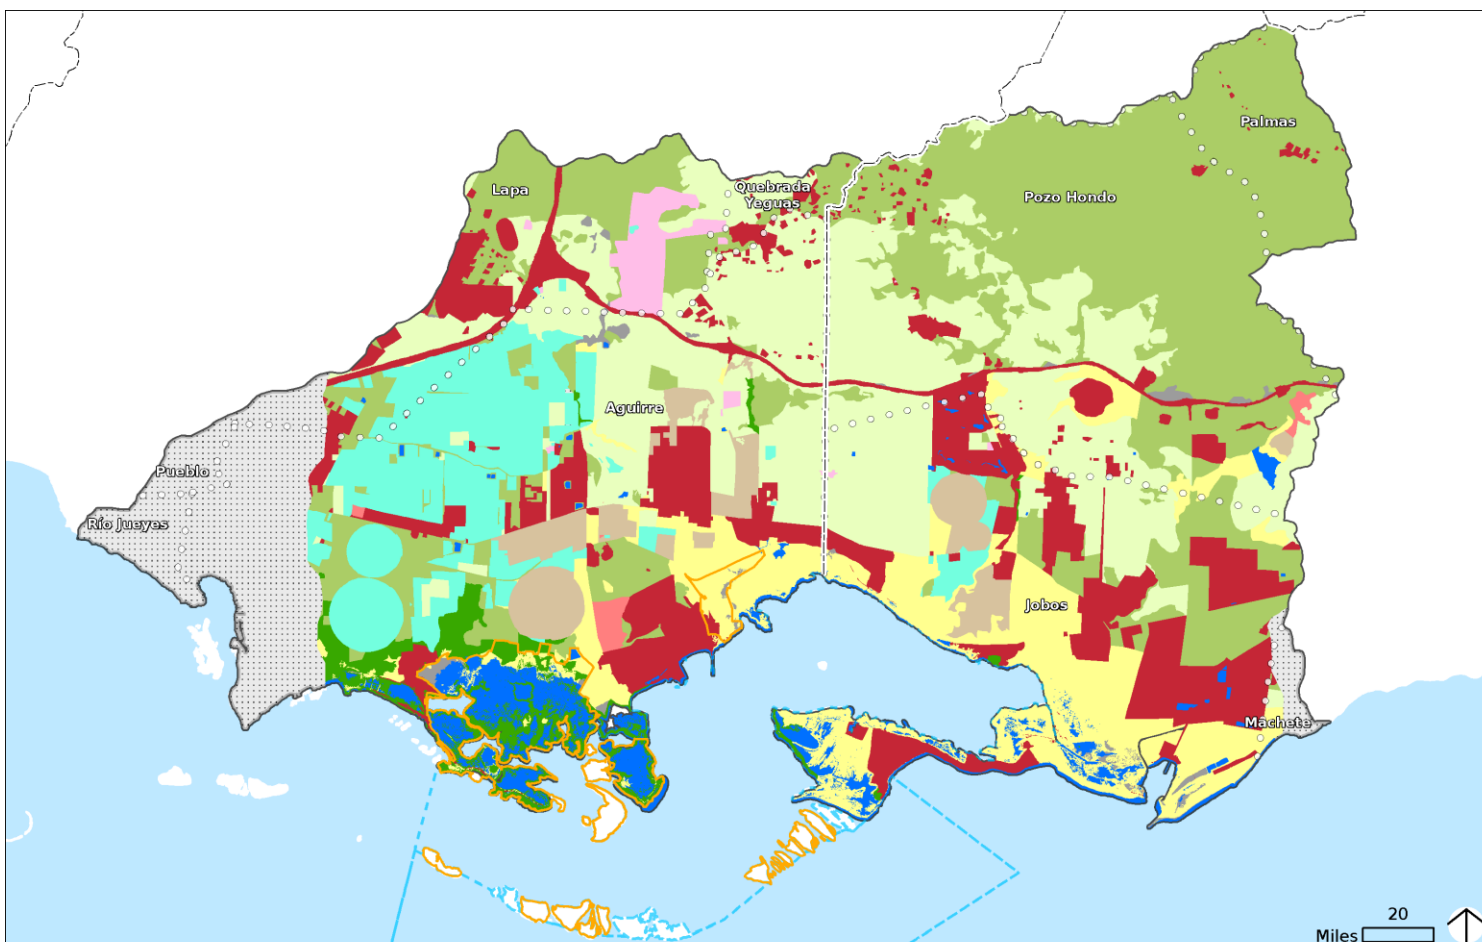 Palmas
Lapa
Quebrada
Yeguas
Pozo Hondo
Aguirre
Pueblo
Río Jueyes
Jobos
Machete
20
Miles